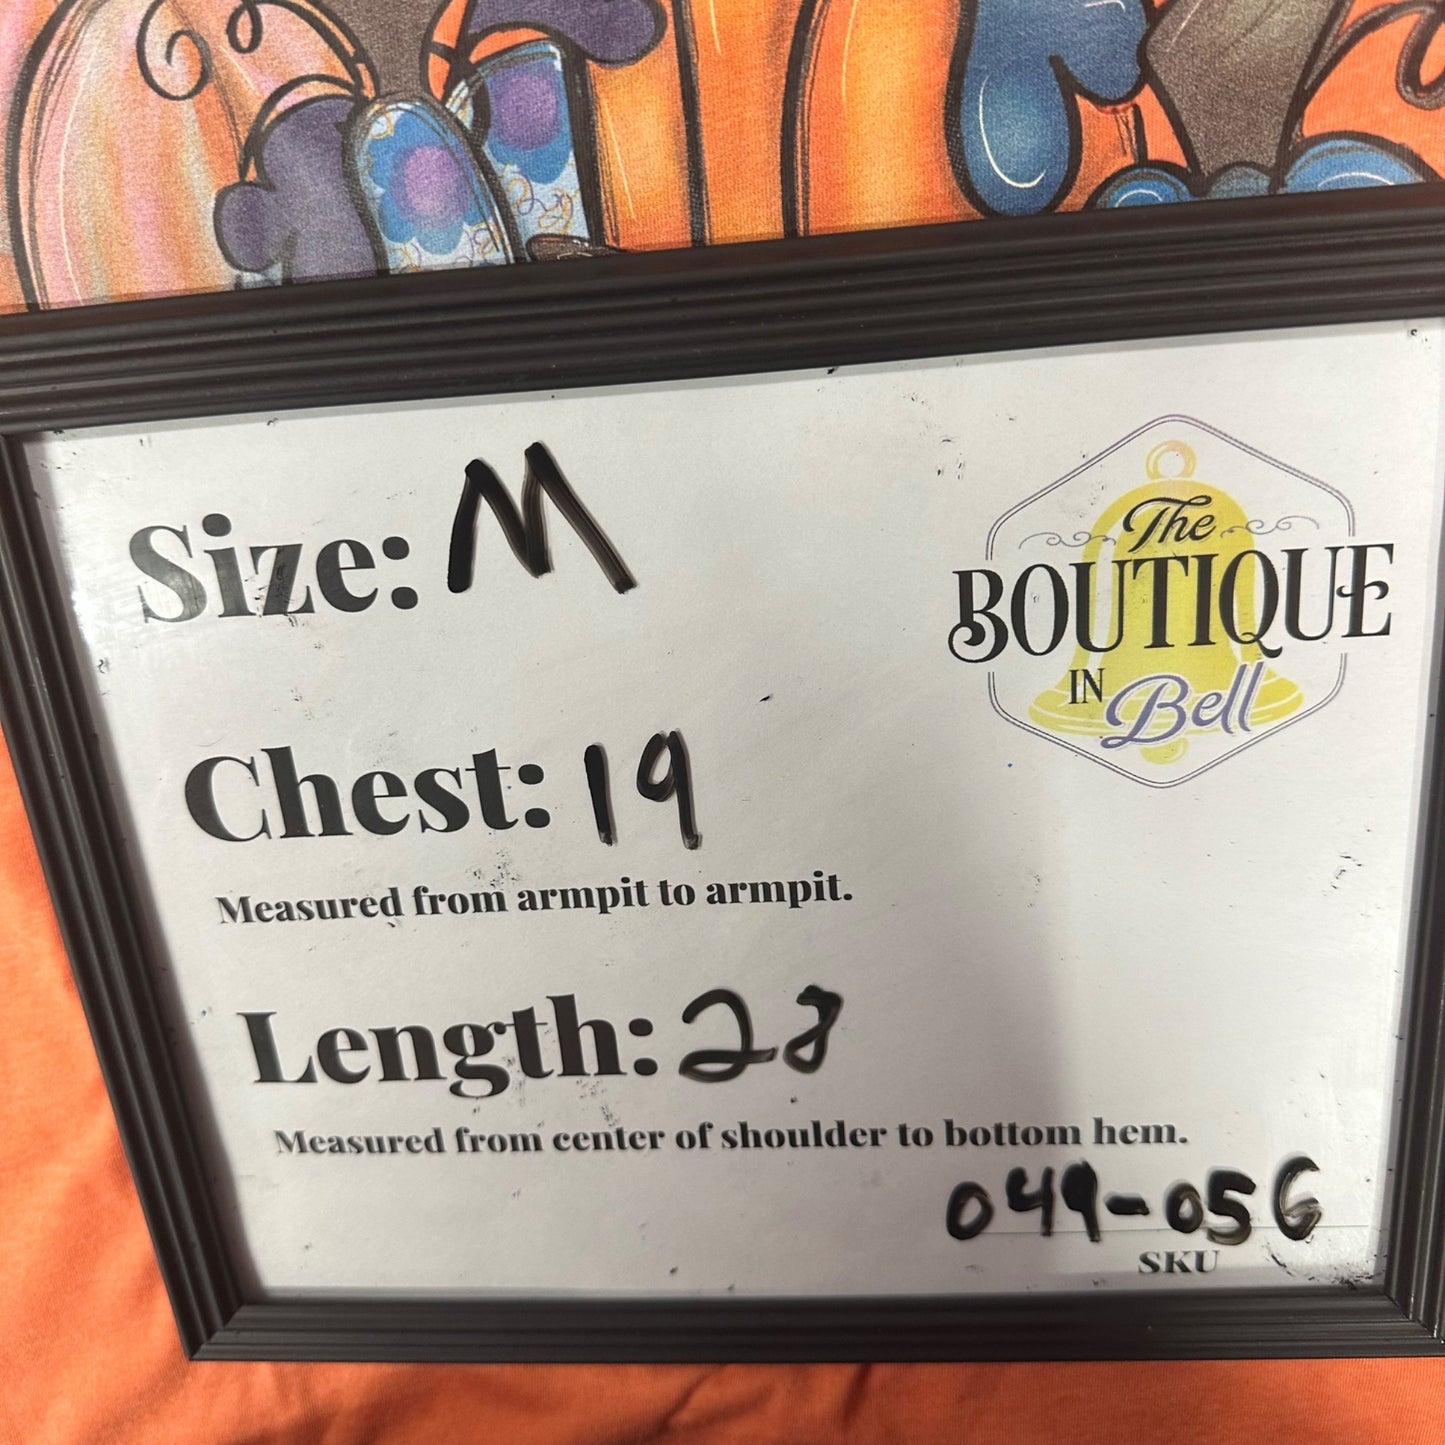 Size: M
The
BOUTIQUE
IN Bell
Chest: 19
Measured from armpit to armpit.
Length: 28
Measured from center of shoulder to bottom hem.
049-056
SKU